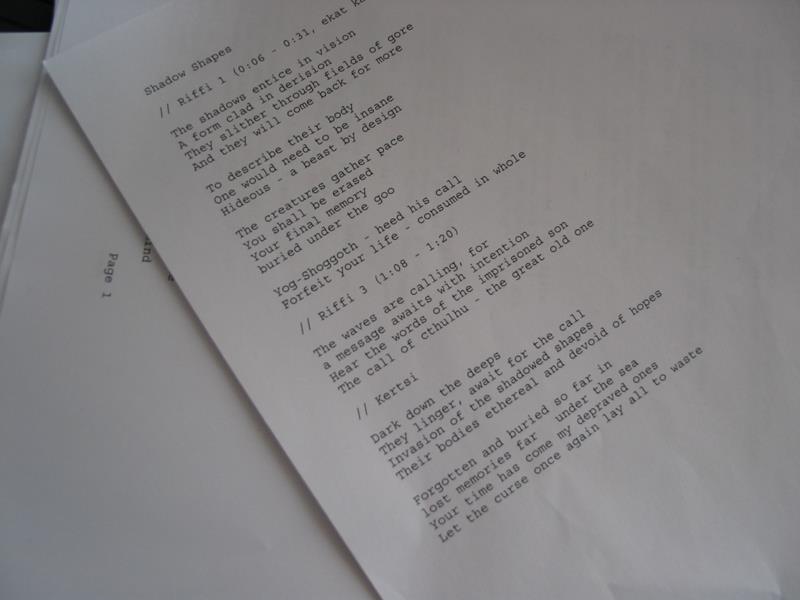 Shadow Shapes
// Riffi 1 (0:06 - 0:31, ekat
The shadows entice in vision
A form clad in derision
They slither through fields of gore
And they will come back for more
To describe their body
One would need to be insane
Hideous - a beast by design
The creatures gather pace
You shall be erased
Your final memory
buried under the goo
Yog-Shoggoth - heed his call
Forfeit your life - consumed in whole
// Riffi 3 (1:08 - 1:20)
The waves are calling, for
a message awaits with intention
Hear the words of the imprisoned son
The call of cthulhu - the great old one
// Kertsi
Dark down the deeps
They linger, await for the call
Invasion of the shadowed shapes
Their bodies ethereal and devoid of hopes
Forgotten and buried so far in
lost memories far  under the sea
Your time has come my depraved ones
Let the curse once again lay all to waste
Page 1